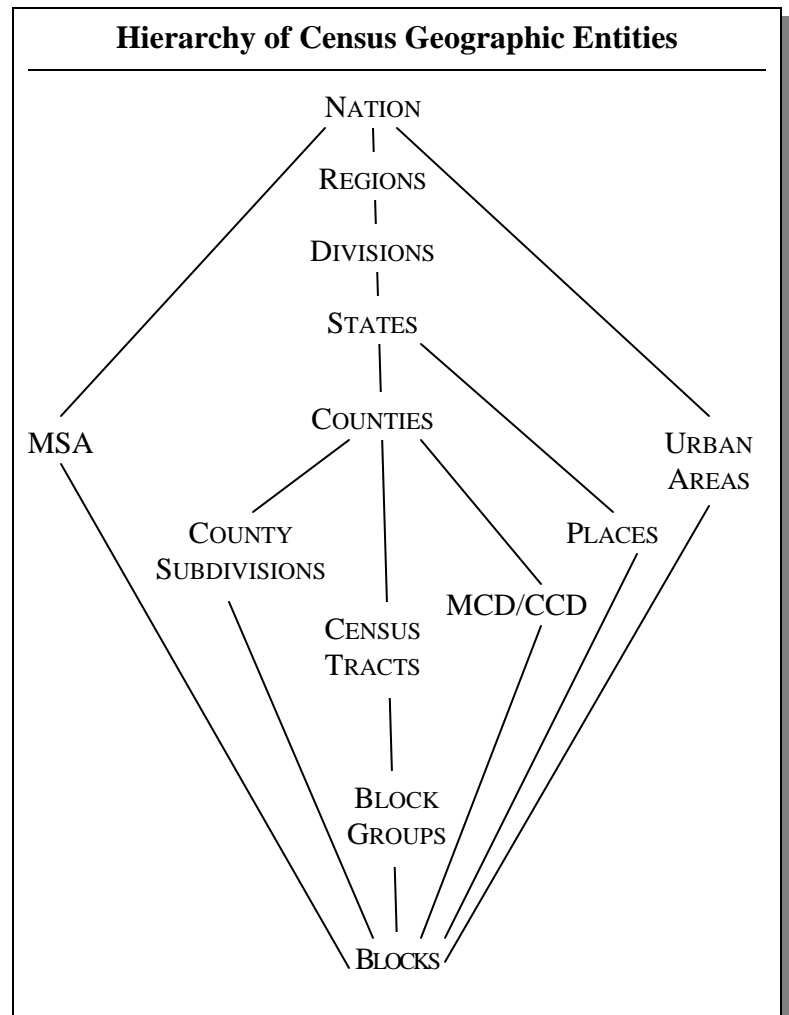 Hierarchy of Census Geographic Entities
NATION
REGIONS
DIVISIONS
STATES
COUNTIES
MSA
URBAN
AREAS
COUNTY
SUBDIVISIONS
PLACES
MCD/CCD
CENSUS
TRACTS
BLOCK
GROUPS
BLOCKS